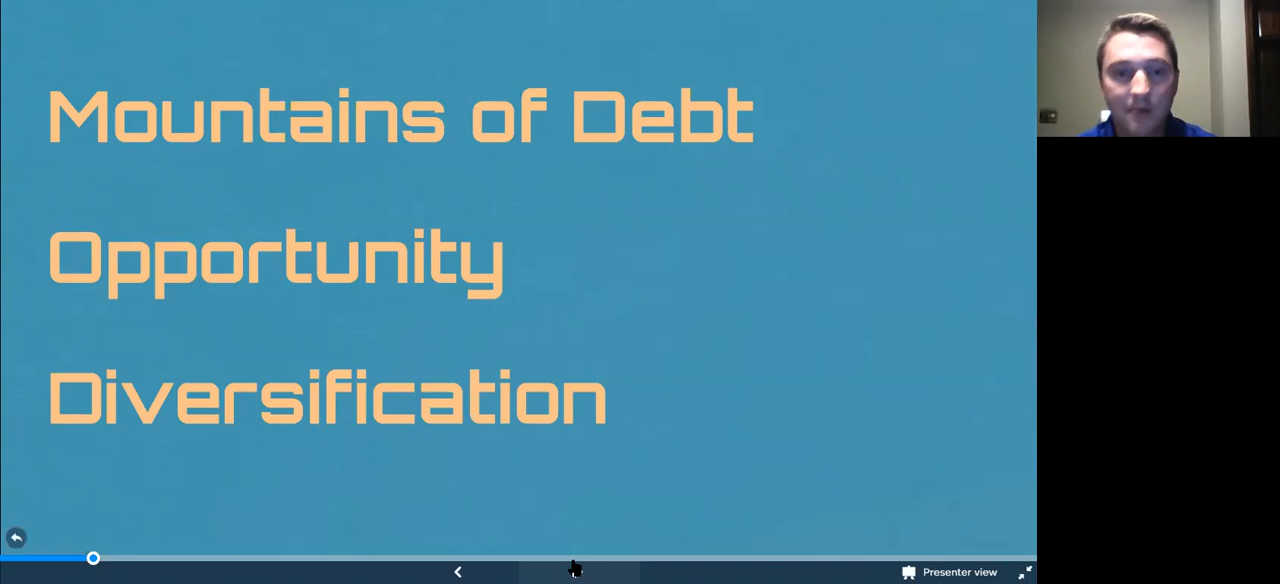 Mountains of Debt
Opportunity
Diversification
Presenter view